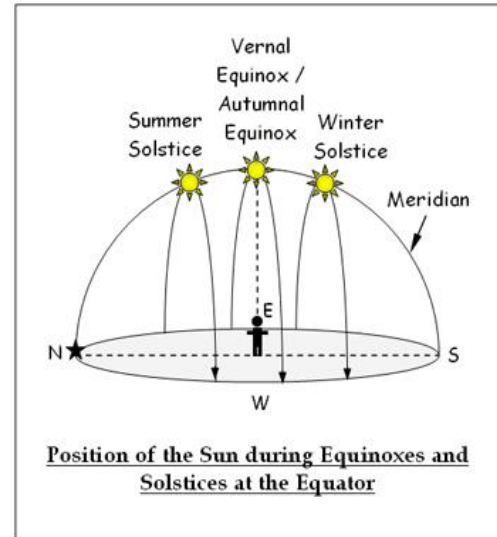 Vernal
Equinox /
Autumnal
Equinox
Summer
Solstice
Winter
Solstice
Meridian
E
N
S
W
Position of the Sun during Equinoxes and
Solstices at the Equator